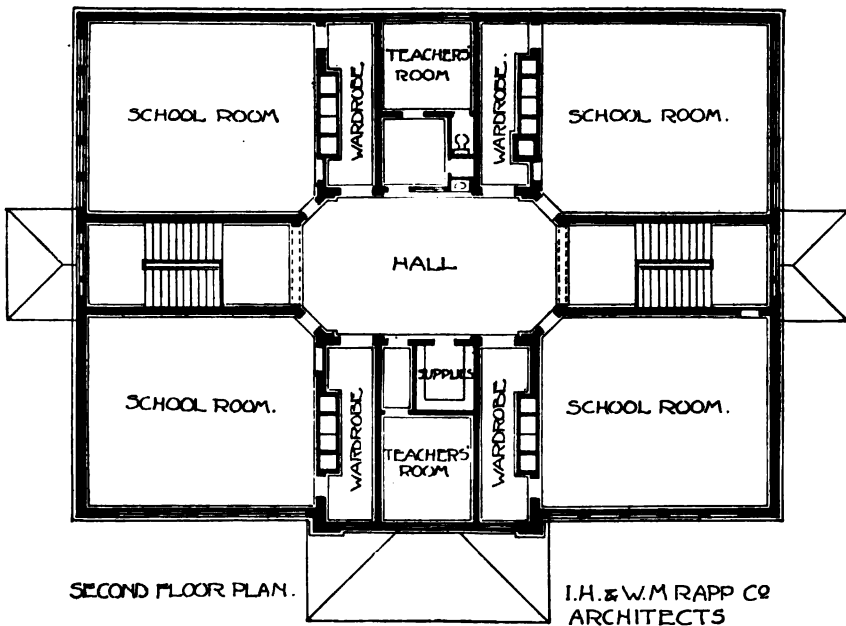 TEACHERS'
ROOM
WARDROBE.
WARDROBE.
SCHOOL ROOM
SCHOOL ROOM.
HALL
SUPPLIES
SCHOOL ROOM.
WARDROBE
WARDROBE
SCHOOL ROOM.
TEACHERS'
ROOM
SECOND FLOOR PLAN.
I.H. & W.M RAPP Co
ARCHITECTS